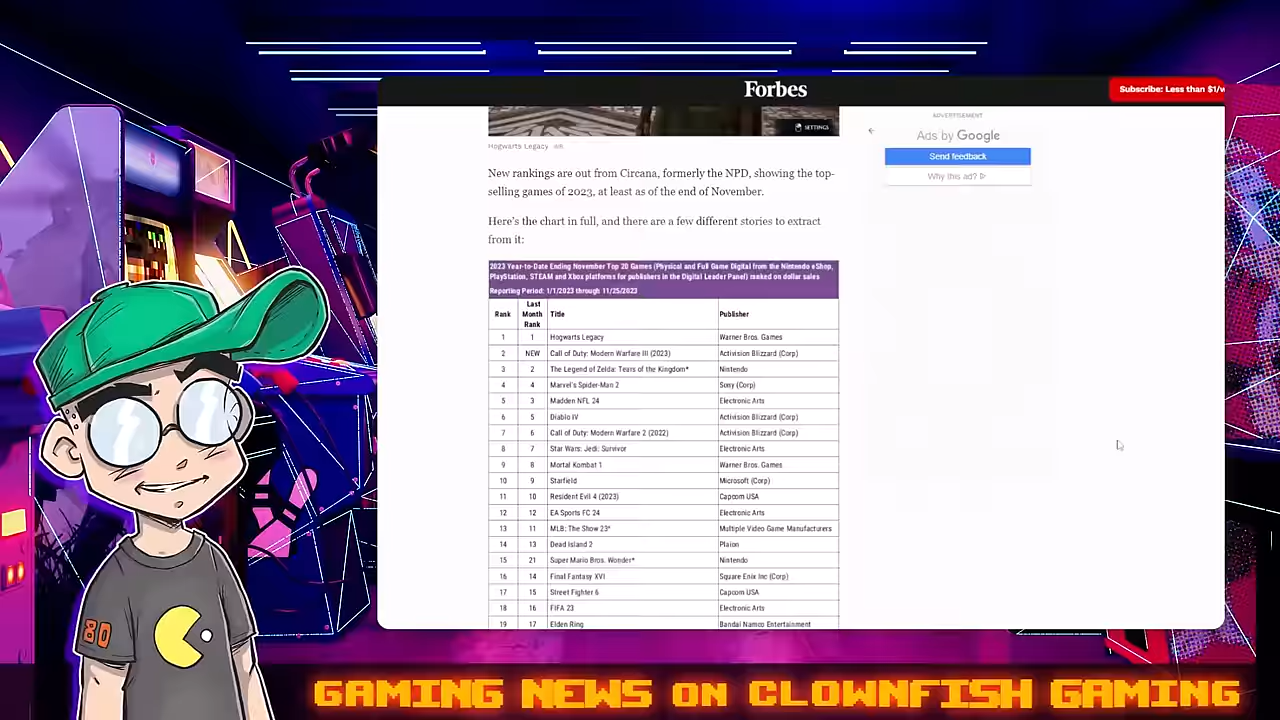 Forbes
Subscribe: Less than $1/w
SETTINGS
Hogwarts Legacy WB
ADVERTISEMENT
Ads by Google
Send feedback
Why this ad?
New rankings are out from Circana, formerly the NPD, showing the top-
selling games of 2023, at least as of the end of November.
Here's the chart in full, and there are a few different stories to extract
from it:
2023 Year-to-Date Ending November Top 20 Games (Physical and Full Game Digital from the Nintendo eShop,
PlayStation, STEAM and Xbox platforms for publishers in the Digital Leader Panel) ranked on dollar sales
Reporting Period: 1/1/2023 through 11/25/2023
Rank Last Month Rank Title Publisher
1 1 Hogwarts Legacy Warner Bros. Games
2 NEW Call of Duty: Modern Warfare III (2023) Activision Blizzard (Corp)
3 2 The Legend of Zelda: Tears of the Kingdom* Nintendo
4 4 Marvel's Spider-Man 2 Sony (Corp)
5 3 Madden NFL 24 Electronic Arts
6 5 Diablo IV Activision Blizzard (Corp)
7 6 Call of Duty: Modern Warfare 2 (2022) Activision Blizzard (Corp)
8 7 Star Wars: Jedi: Survivor Electronic Arts
9 8 Mortal Kombat 1 Warner Bros. Games
10 9 Starfield Microsoft (Corp)
11 10 Resident Evil 4 (2023) Capcom USA
12 12 EA Sports FC 24 Electronic Arts
13 11 MLB: The Show 23^ Multiple Video Game Manufacturers
14 13 Dead Island 2 Plaion
15 21 Super Mario Bros. Wonder* Nintendo
16 14 Final Fantasy XVI Square Enix Inc (Corp)
17 15 Street Fighter 6 Capcom USA
18 16 FIFA 23 Electronic Arts
19 17 Elden Ring Bandai Namco Entertainment
80
GAMING NEWS ON CLOWNFISH GAMING